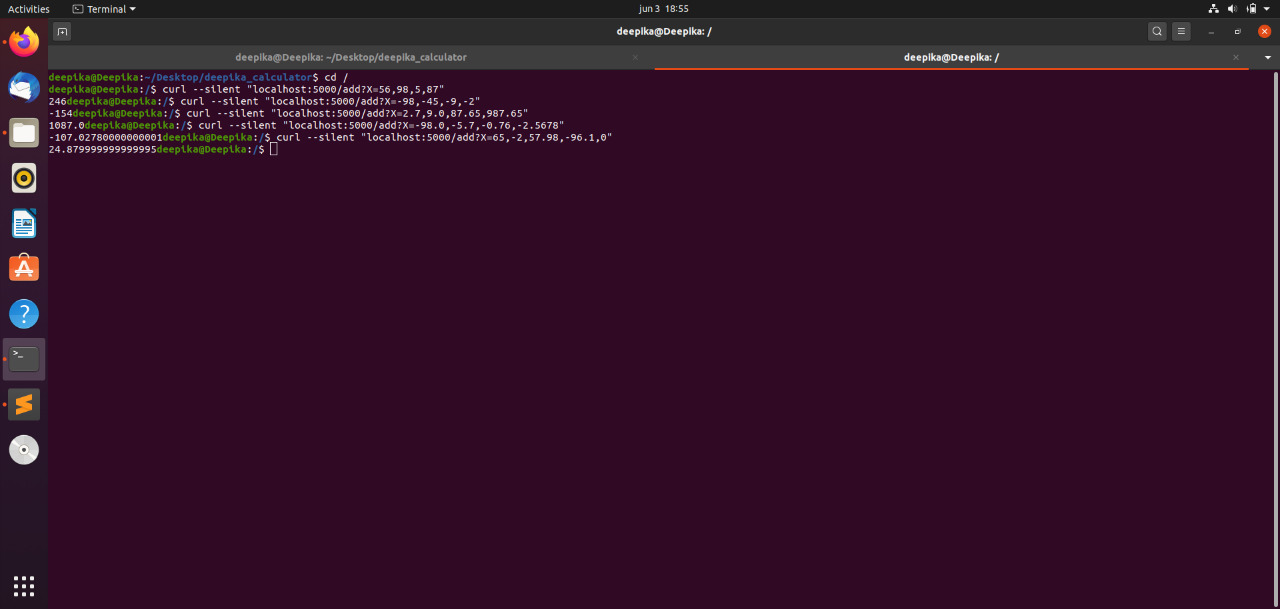 Activities
Terminal
jun 3 18:55
deepika@Deepika: /
deepika@Deepika: ~/Desktop/deepika_calculator
deepika@Deepika: /
deepika@Deepika:~/Desktop/deepika_calculator$ cd /
deepika@Deepika:/$ curl --silent "localhost:5000/add?X=56,98,5,87"
246deepika@Deepika:/$ curl --silent "localhost:5000/add?X=-98,-45,-9,-2"
-154deepika@Deepika:/$ curl --silent "localhost:5000/add?X=2.7,9.0,87.65,987.65"
1087.0deepika@Deepika:/$ curl --silent "localhost:5000/add?X=-98.0,-5.7,-0.76,-2.5678"
-107.02780000000001deepika@Deepika:/$ curl --silent "localhost:5000/add?X=65,-2,57.98,-96.1,0"
24.879999999999995deepika@Deepika:/$